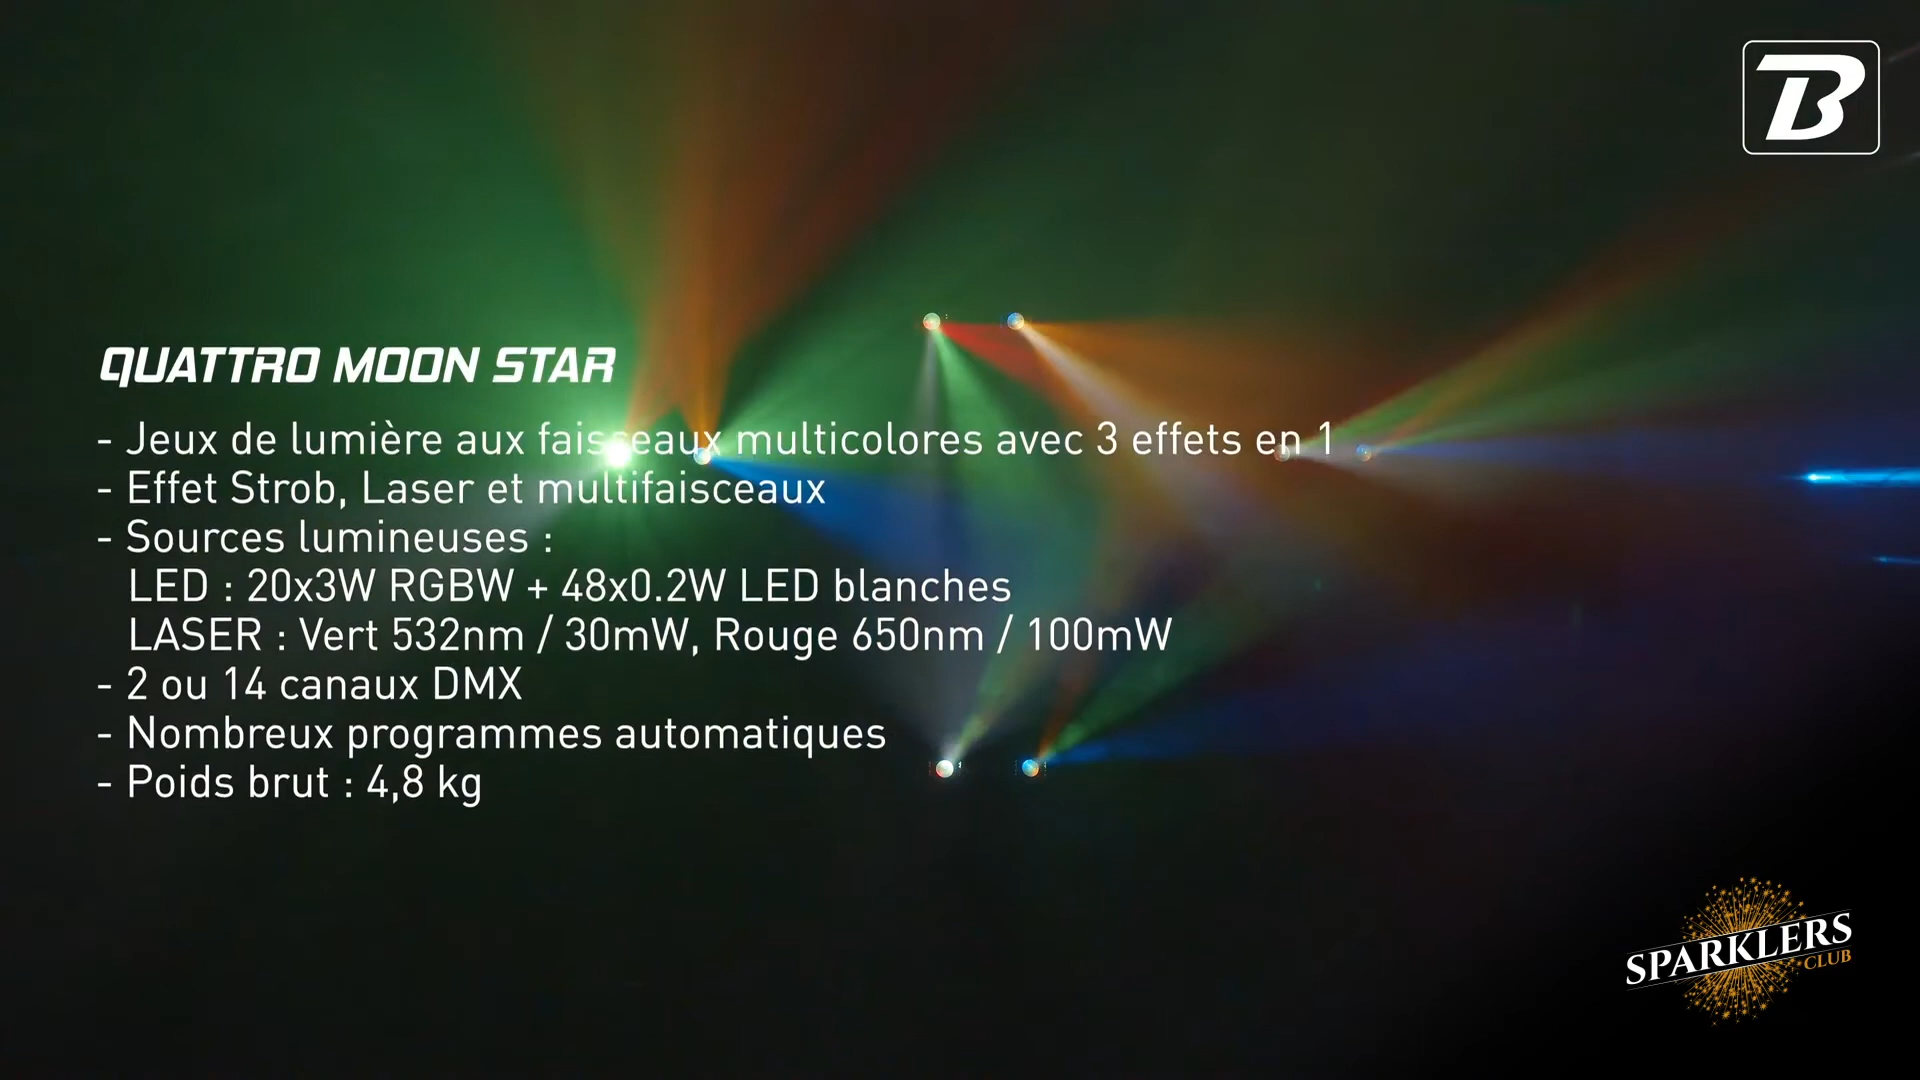 B
QUATTRO MOON STAR
- Jeux de lumière aux faisceaux multicolores avec 3 effets en 1
- Effet Strob, Laser et multifaisceaux
- Sources lumineuses :
LED : 20x3W RGBW + 48x0.2W LED blanches
LASER : Vert 532nm / 30mW, Rouge 650nm / 100mW
- 2 ou 14 canaux DMX
- Nombreux programmes automatiques
- Poids brut : 4,8 kg
SPARKLERS
CLUB